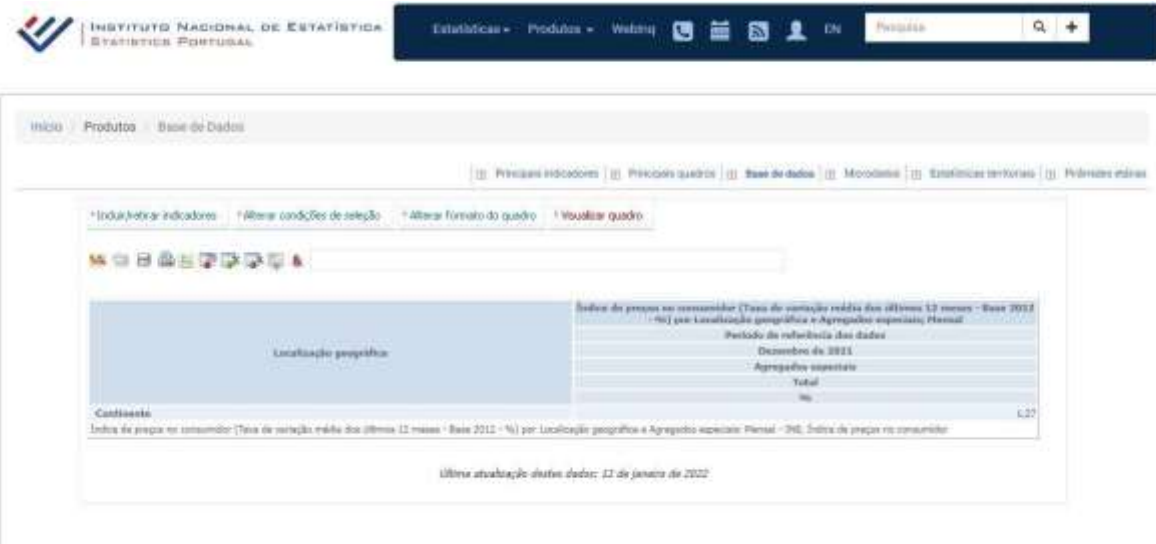 INSTITUTO NACIONAL DE ESTATÍSTICA
STATISTICS PORTUGAL
Estatísticas Produtos Webinq EN Pesquisa
Início / Produtos / Base de Dados
Principais indicadores Principais quadros Base de dados Microdados Estatísticas territoriais Pirâmides etárias
Incluir/retirar indicadores Alterar condições de seleção Alterar formato do quadro Visualizar quadro
Localização geográfica
Índice de preços no consumidor (Taxa de variação média dos últimos 12 meses - Base 2012
- %) por Localização geográfica e Agregados especiais; Mensal
Período de referência dos dados
Dezembro de 2021
Agregados especiais
Total
%
Continente 1,27
Índice de preços no consumidor (Taxa de variação média dos últimos 12 meses - Base 2012 - %) por Localização geográfica e Agregados especiais; Mensal - INE, Índice de preços no consumidor
Última atualização destes dados: 12 de janeiro de 2022